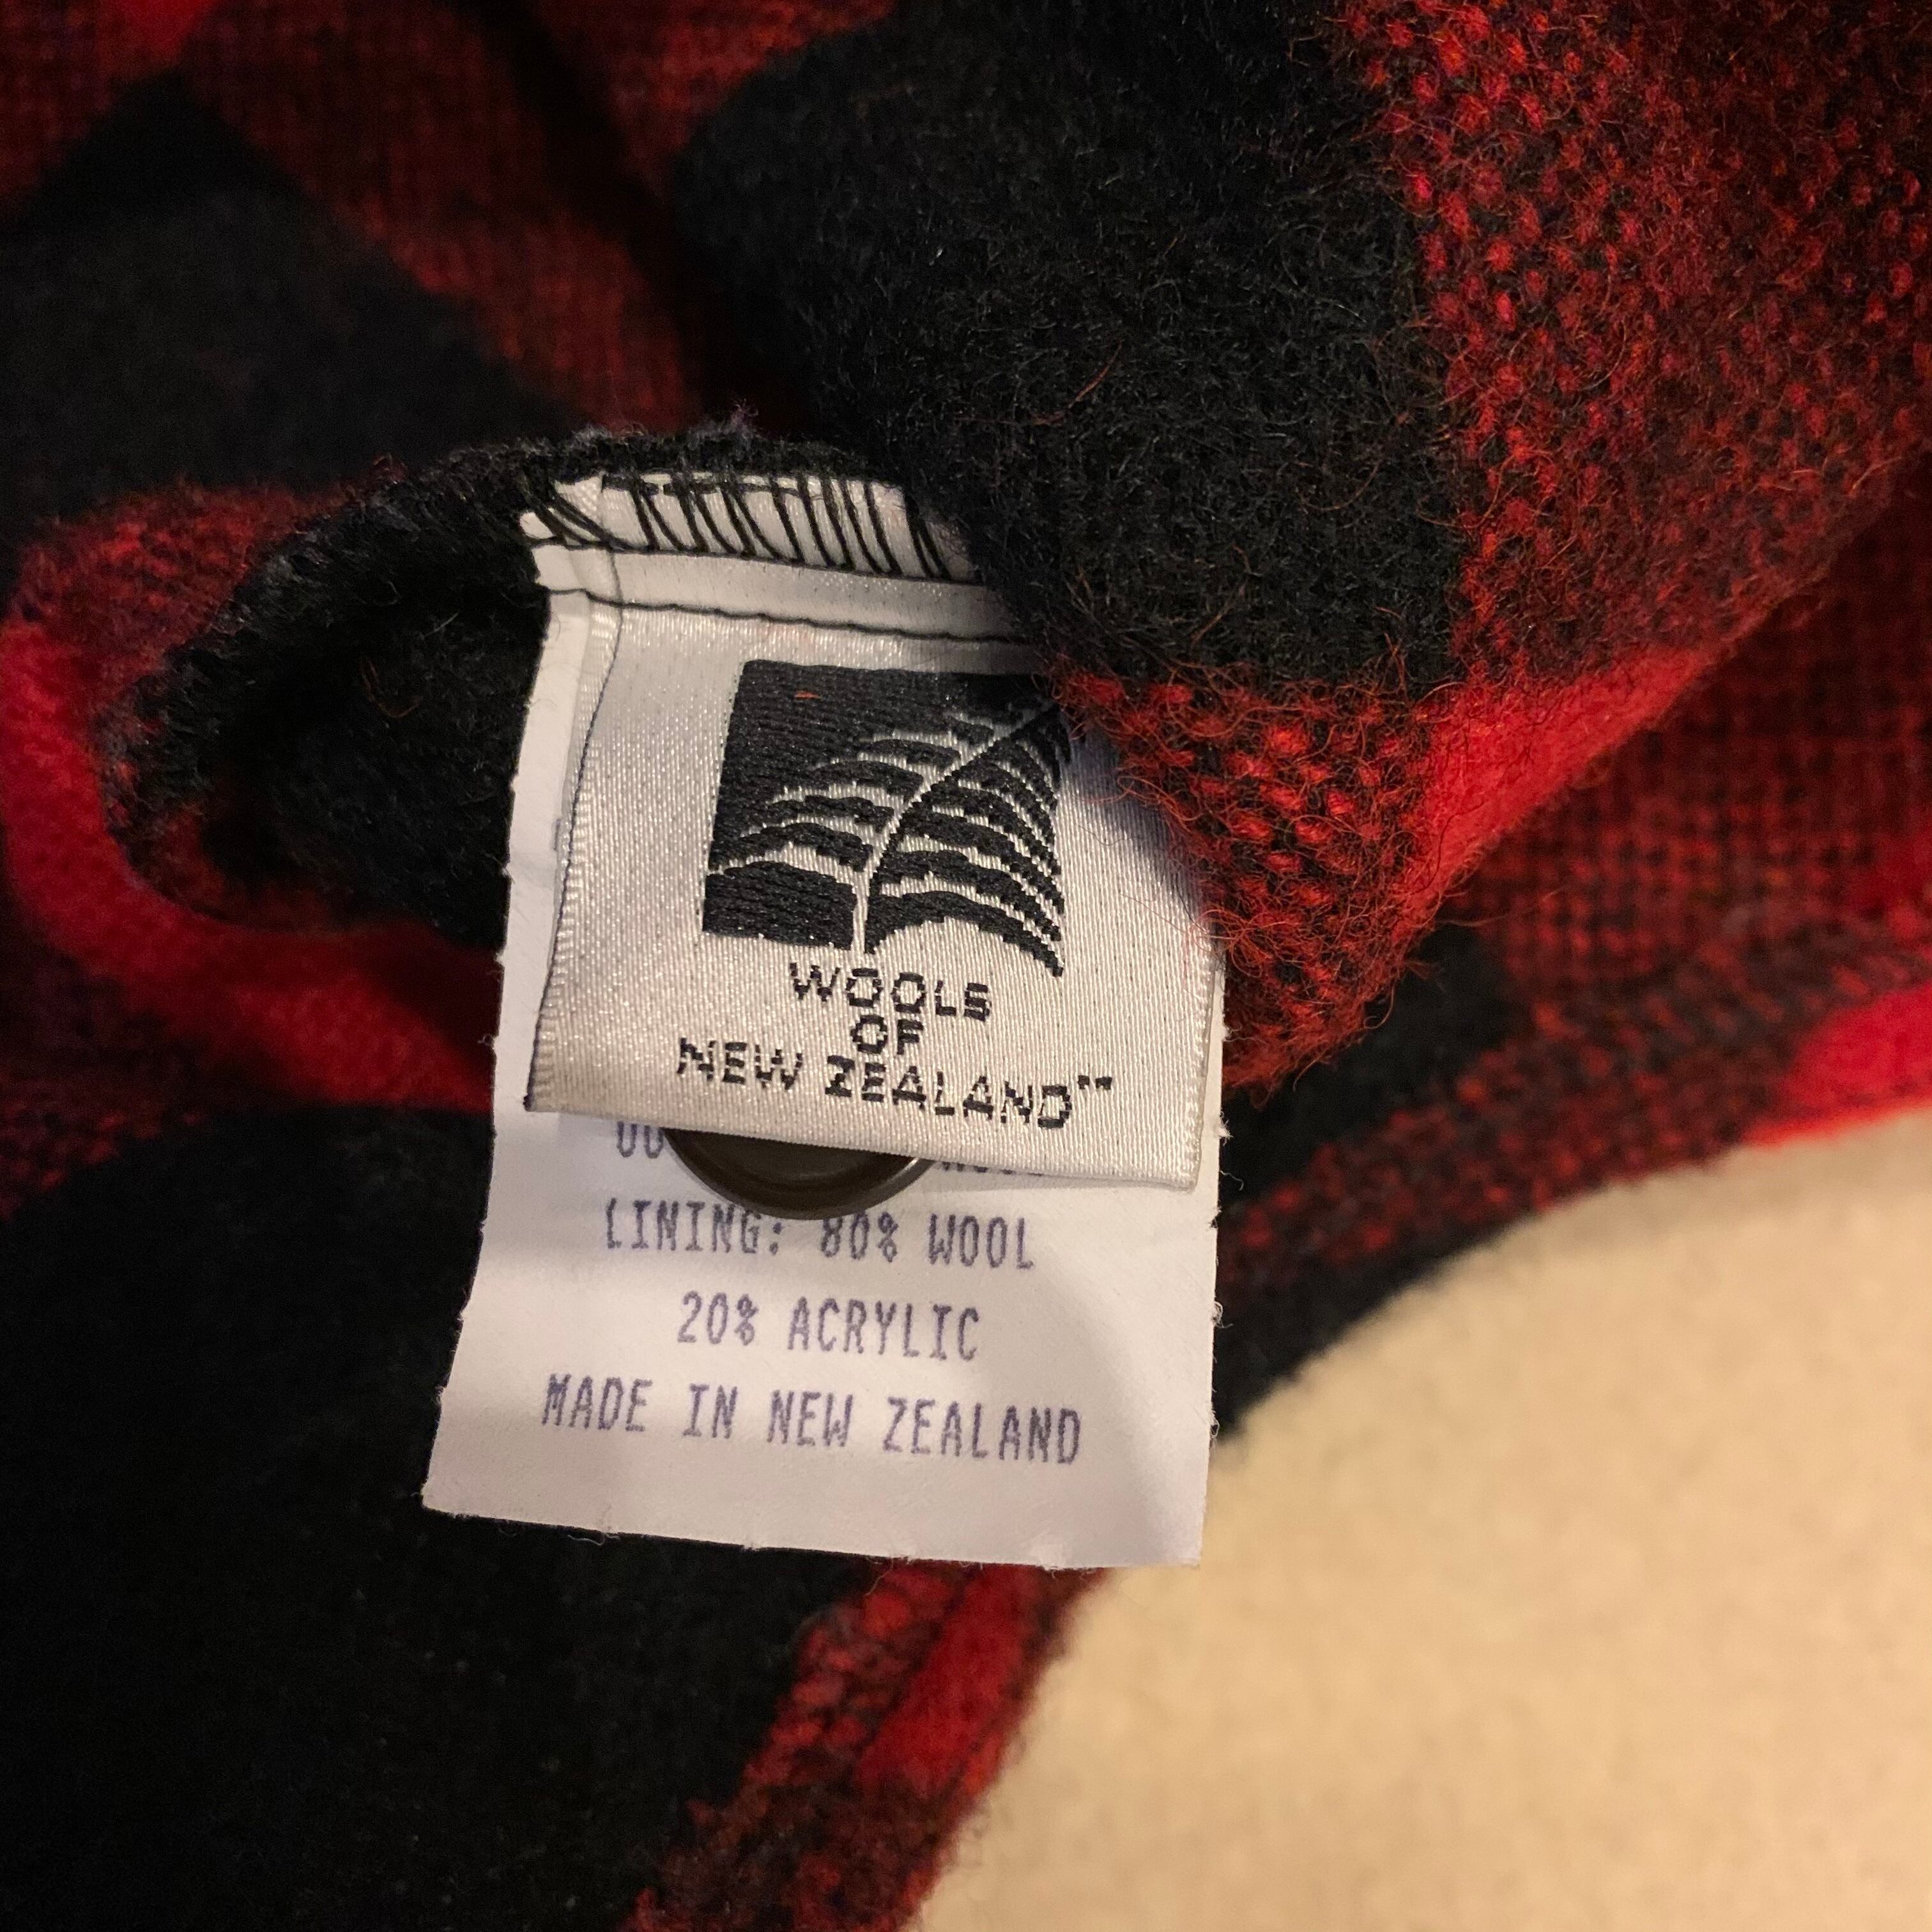 WOOLS
OF
NEW ZEALAND™
LINING: 80% WOOL
20% ACRYLIC
MADE IN NEW ZEALAND